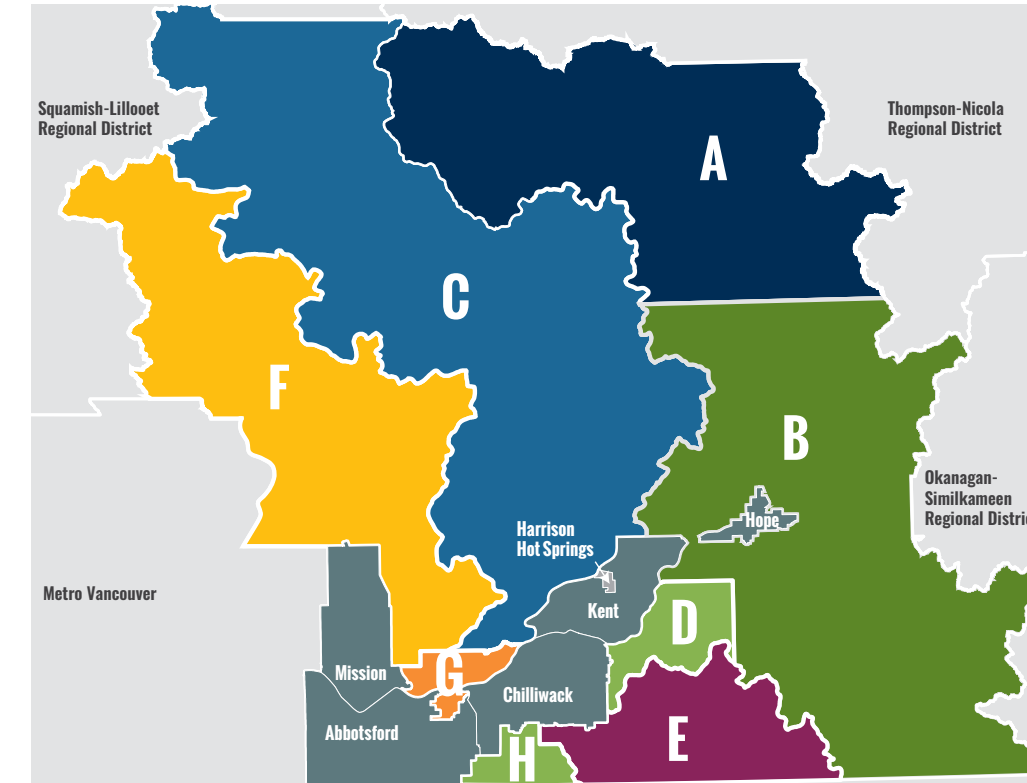 Squamish-Lillooet
Regional District
Thompson-Nicola
Regional District
A
C
F
B
Okanagan-
Similkameen
Regional Distri
Hope
Harrison
Hot Springs
Metro Vancouver
Kent
D
Mission
G
Chilliwack
Abbotsford
E
H